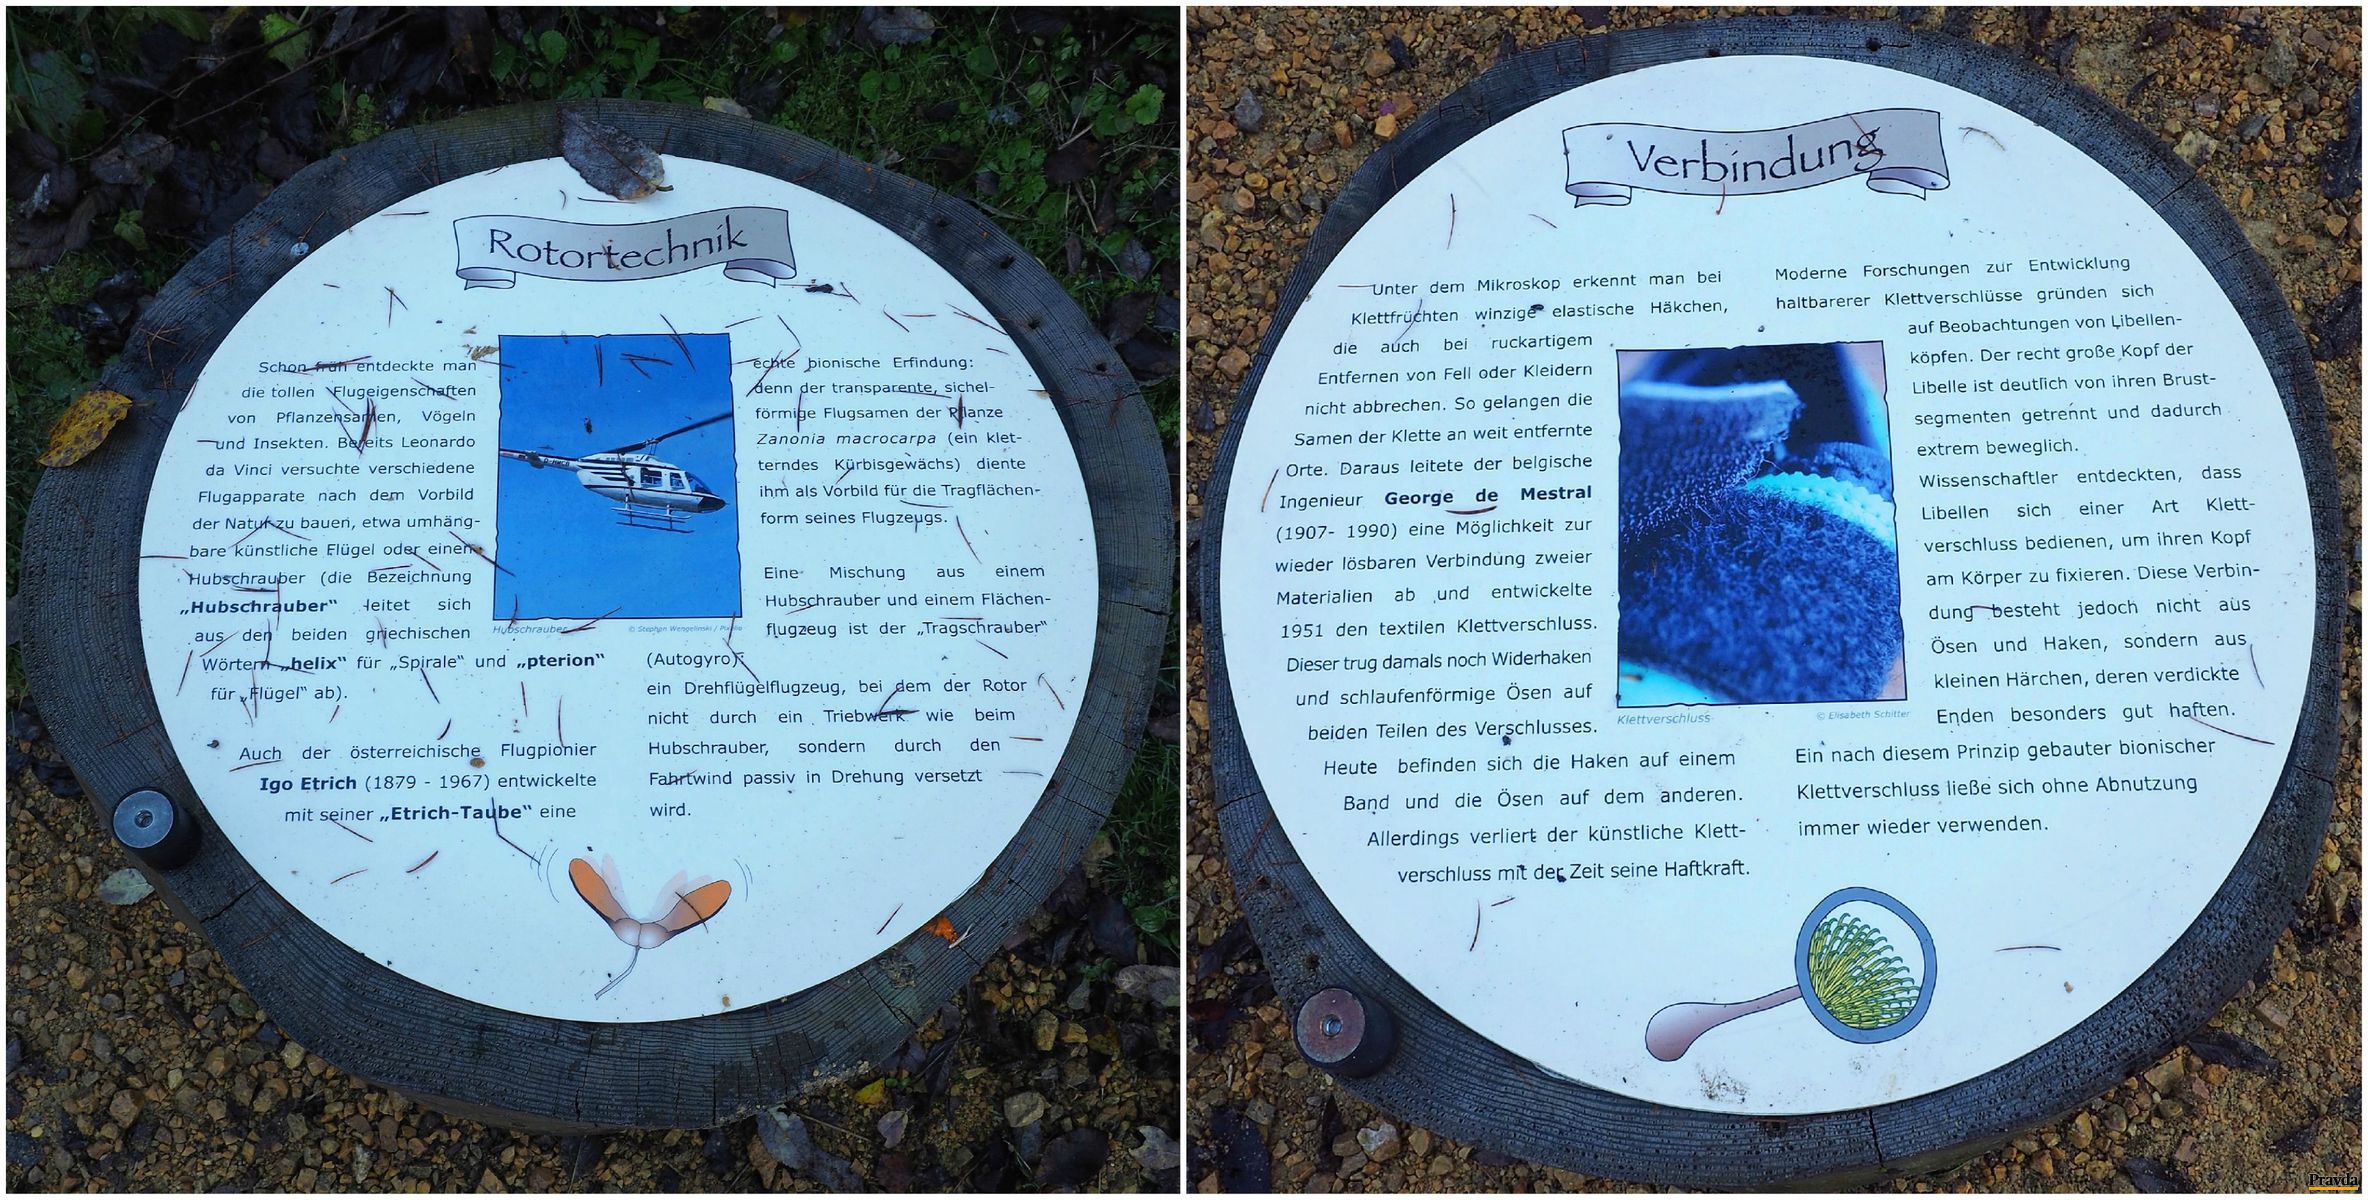 Rotortechnik
Schon früh entdeckte man
die tollen Flugeigenschaften
von Pflanzensamen, Vögeln
und Insekten. Bereits Leonardo
da Vinci versuchte verschiedene
Flugapparate nach dem Vorbild
der Natur zu bauen, etwa umhäng-
bare künstliche Flügel oder einen
Hubschrauber (die Bezeichnung
„Hubschrauber“ leitet sich
aus den beiden griechischen
Wörtern „helix“ für „Spirale“ und „pterion“
für „Flügel“ ab).
Auch der österreichische Flugpionier
Igo Etrich (1879 - 1967) entwickelte
mit seiner „Etrich-Taube“ eine
Hubschrauber
© Stephan Wengelinski /
echte bionische Erfindung:
denn der transparente, sichel-
förmige Flugsamen der Pflanze
Zanonia macrocarpa (ein klet-
terndes Kürbisgewächs) diente
ihm als Vorbild für die Tragflächen-
form seines Flugzeugs.
Eine Mischung aus einem
Hubschrauber und einem Flächen-
flugzeug ist der „Tragschrauber“
(Autogyro):
ein Drehflügelflugzeug, bei dem der Rotor
nicht durch ein Triebwerk wie beim
Hubschrauber, sondern durch den
Fahrtwind passiv in Drehung versetzt
wird.
Verbindung
Unter dem Mikroskop erkennt man bei
Klettfrüchten winzige elastische Häkchen,
die auch bei ruckartigem
Entfernen von Fell oder Kleidern
nicht abbrechen. So gelangen die
Samen der Klette an weit entfernte
Orte. Daraus leitete der belgische
Ingenieur George de Mestral
(1907- 1990) eine Möglichkeit zur
wieder lösbaren Verbindung zweier
Materialien ab und entwickelte
1951 den textilen Klettverschluss.
Dieser trug damals noch Widerhaken
und schlaufenförmige Ösen auf
beiden Teilen des Verschlusses.
Heute befinden sich die Haken auf einem
Band und die Ösen auf dem anderen.
Allerdings verliert der künstliche Klett-
verschluss mit der Zeit seine Haftkraft.
Klettverschluss
© Elisabeth Schitter
Moderne Forschungen zur Entwicklung
haltbarerer Klettverschlüsse gründen sich
auf Beobachtungen von Libellen-
köpfen. Der recht große Kopf der
Libelle ist deutlich von ihren Brust-
segmenten getrennt und dadurch
extrem beweglich.
Wissenschaftler entdeckten, dass
Libellen sich einer Art Klett-
verschluss bedienen, um ihren Kopf
am Körper zu fixieren. Diese Verbin-
dung besteht jedoch nicht aus
Ösen und Haken, sondern aus
kleinen Härchen, deren verdickte
Enden besonders gut haften.
Ein nach diesem Prinzip gebauter bionischer
Klettverschluss ließe sich ohne Abnutzung
immer wieder verwenden.
Pravda